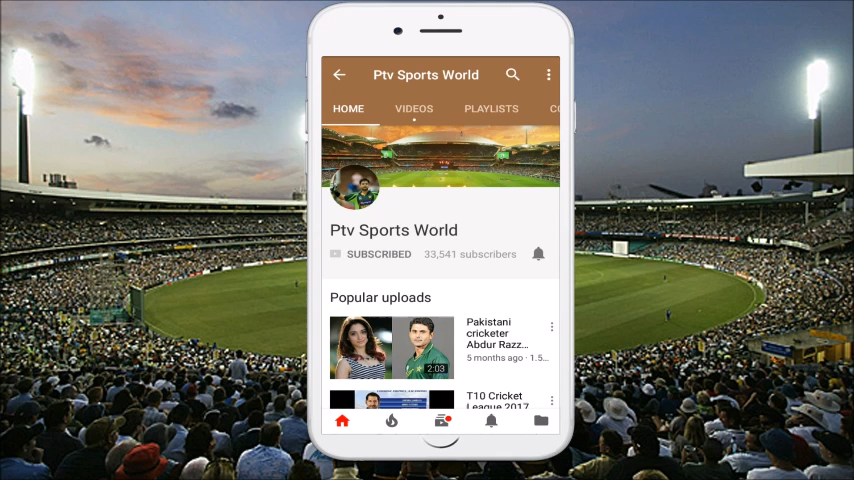 Ptv Sports World
HOME VIDEOS PLAYLISTS CO
Ptv Sports World
SUBSCRIBED 33,541 subscribers
Popular uploads
Pakistani
cricketer
Abdur Razz...
5 months ago · 1.5...
2:03
T10 Cricket
League 2017